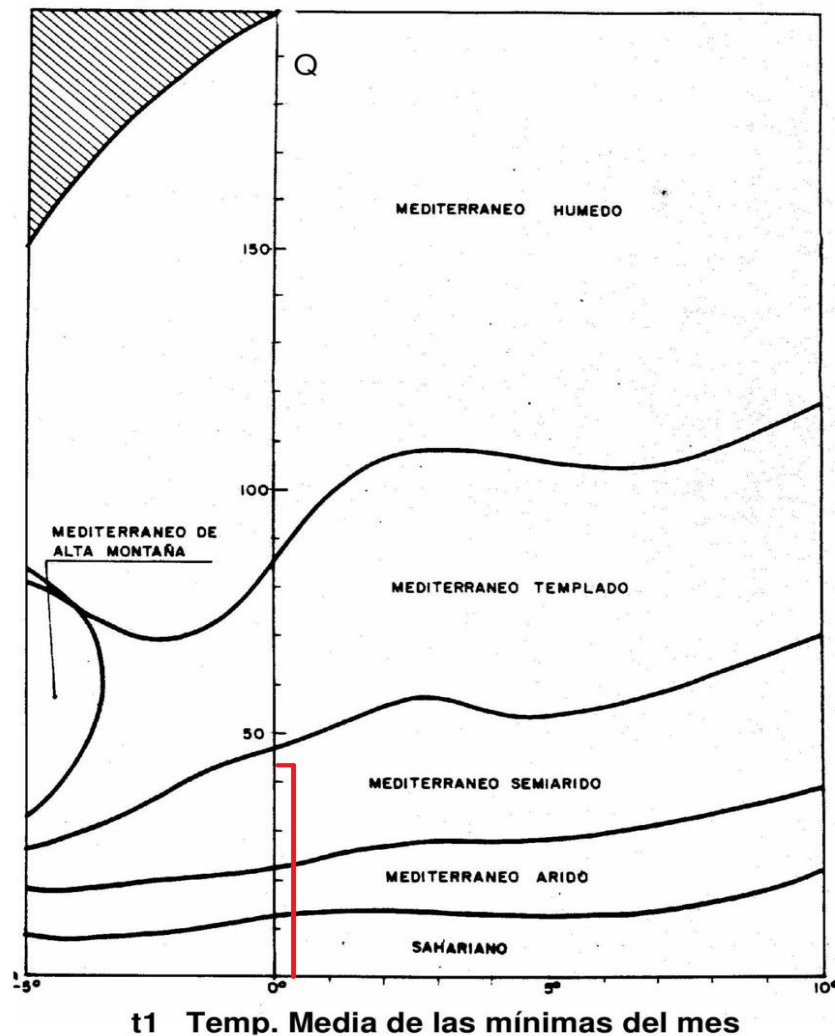 Q
MEDITERRANEO HUMEDO
150
100
MEDITERRANEO DE
ALTA MONTAÑA
MEDITERRANEO TEMPLADO
50
MEDITERRANEO SEMIARIDO
MEDITERRANEO ARIDO
SAHARIANO
-5° 0° 5° 10°
t1 Temp. Media de las mínimas del mes